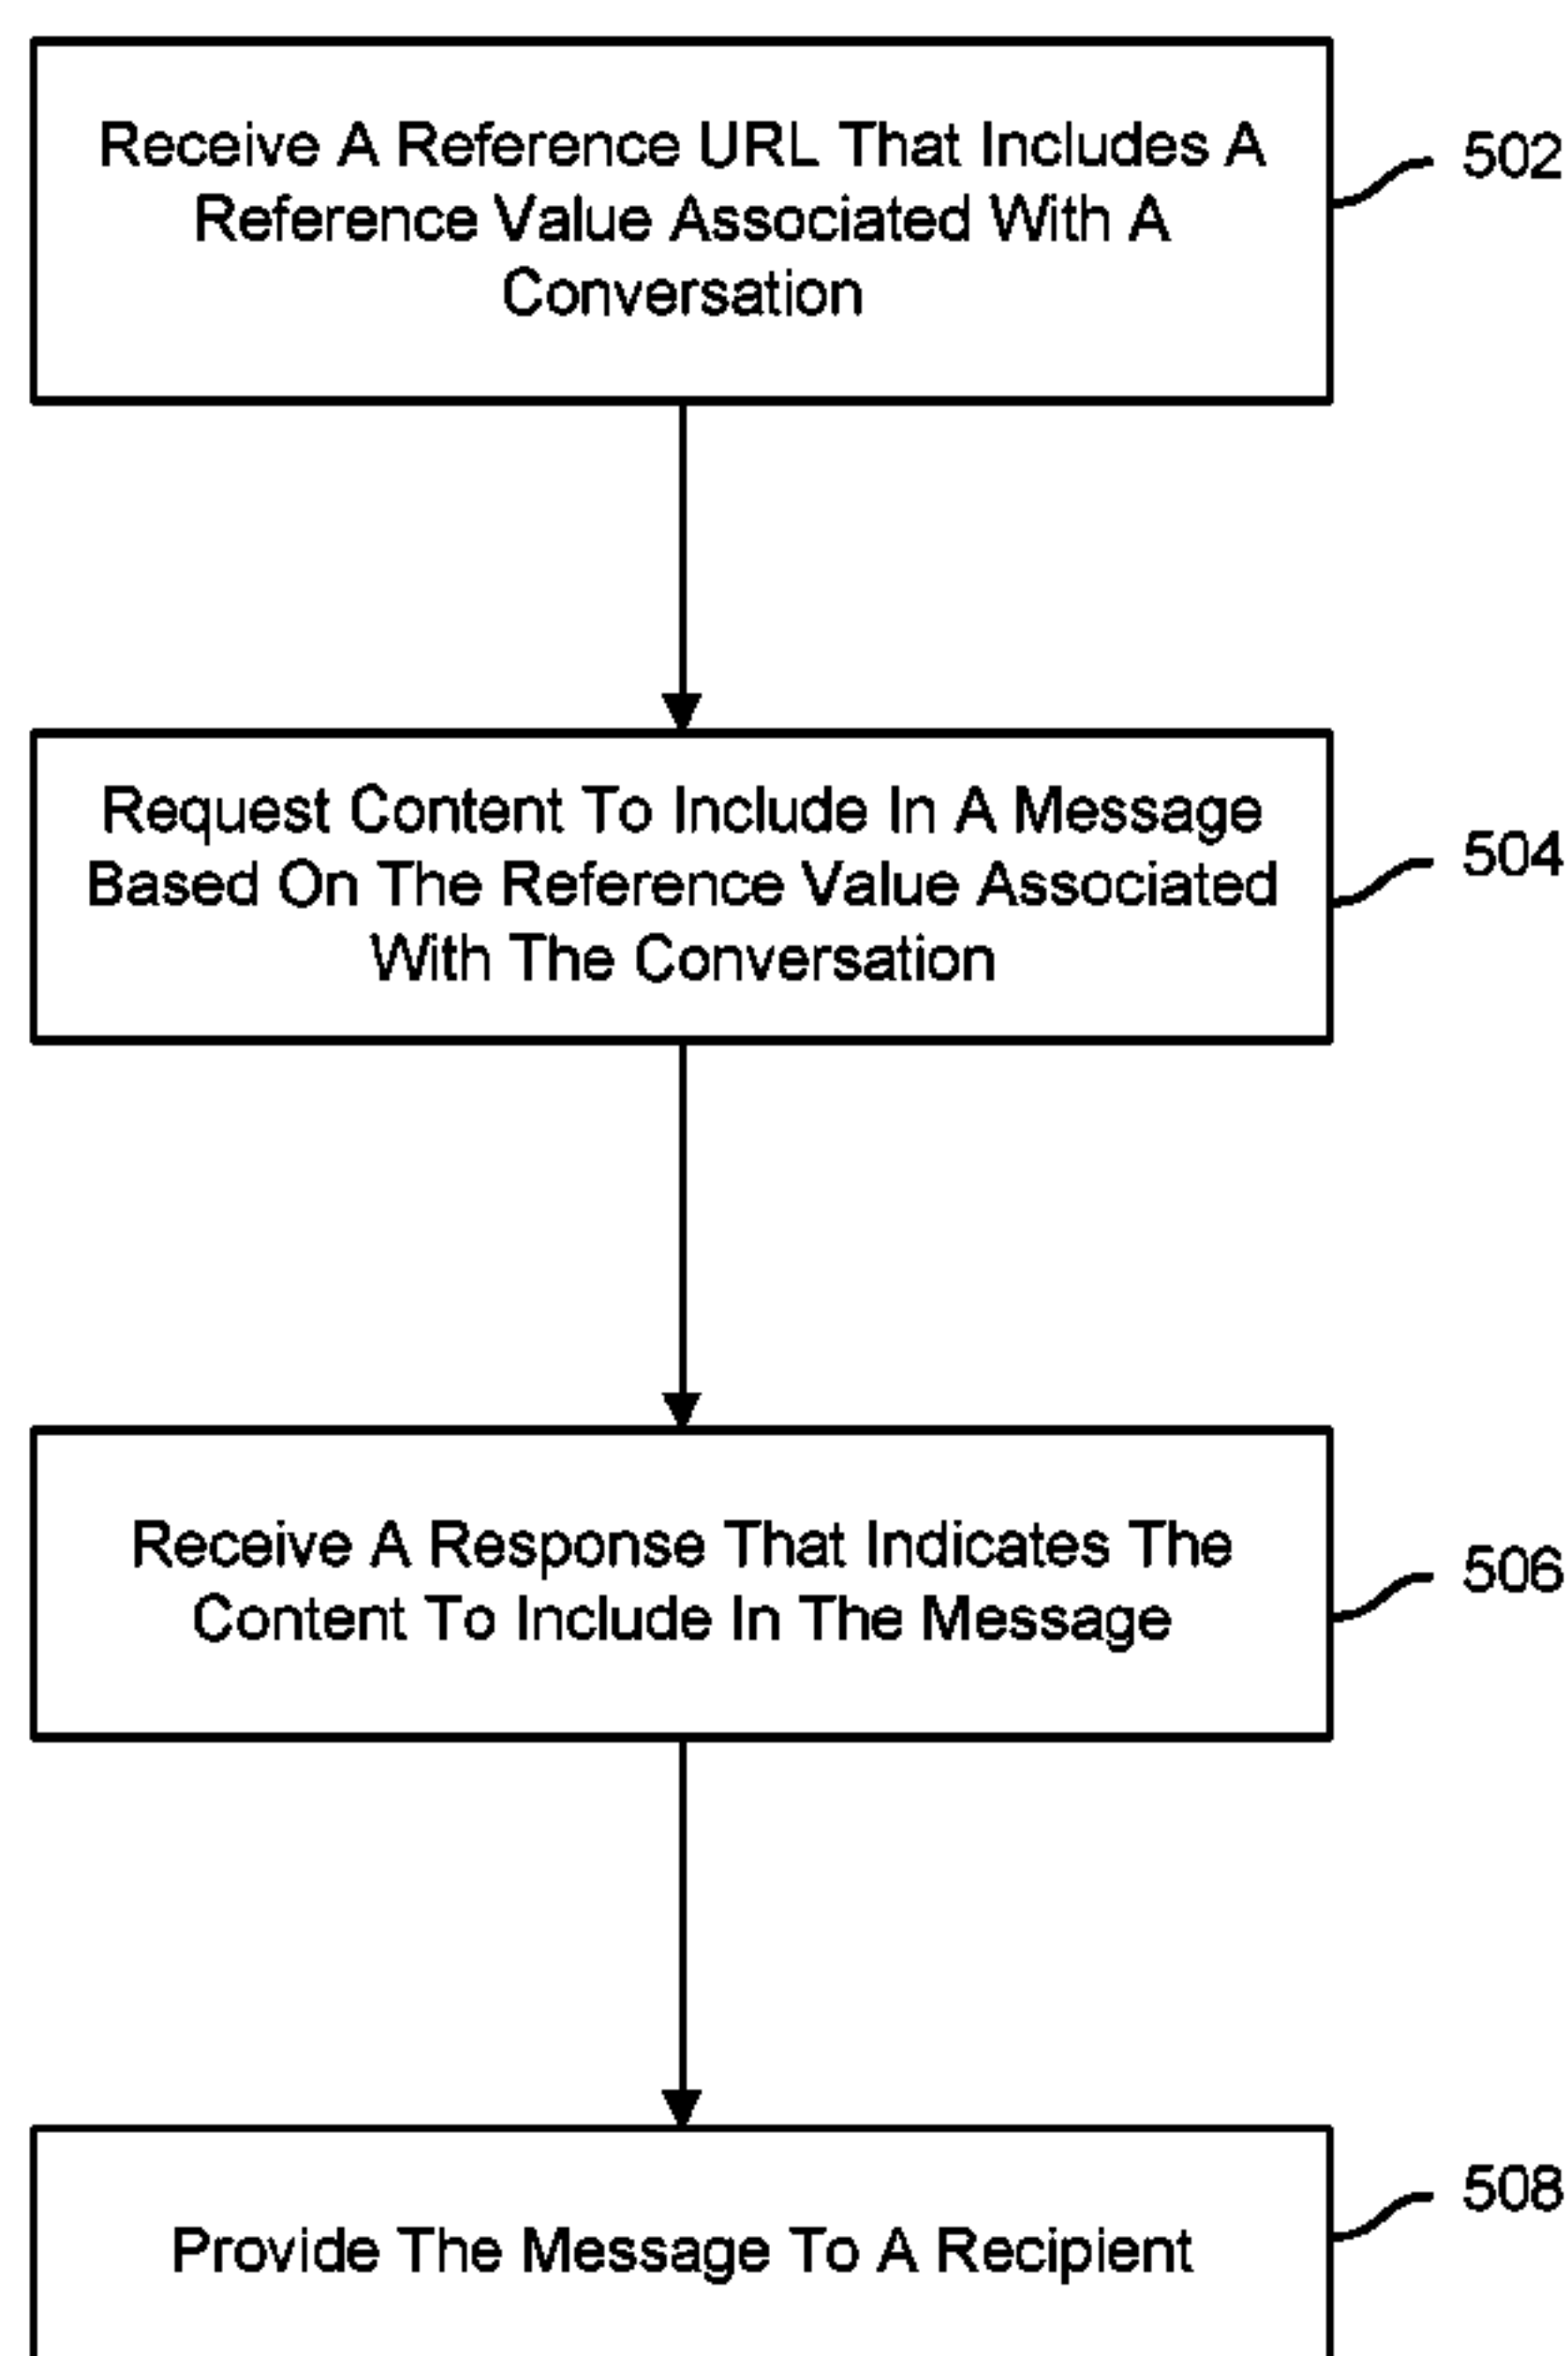 Receive A Reference URL That Includes A
Reference Value Associated With A
Conversation
502
Request Content To Include In A Message
Based On The Reference Value Associated
With The Conversation
504
Receive A Response That Indicates The
Content To Include In The Message
506
Provide The Message To A Recipient
508